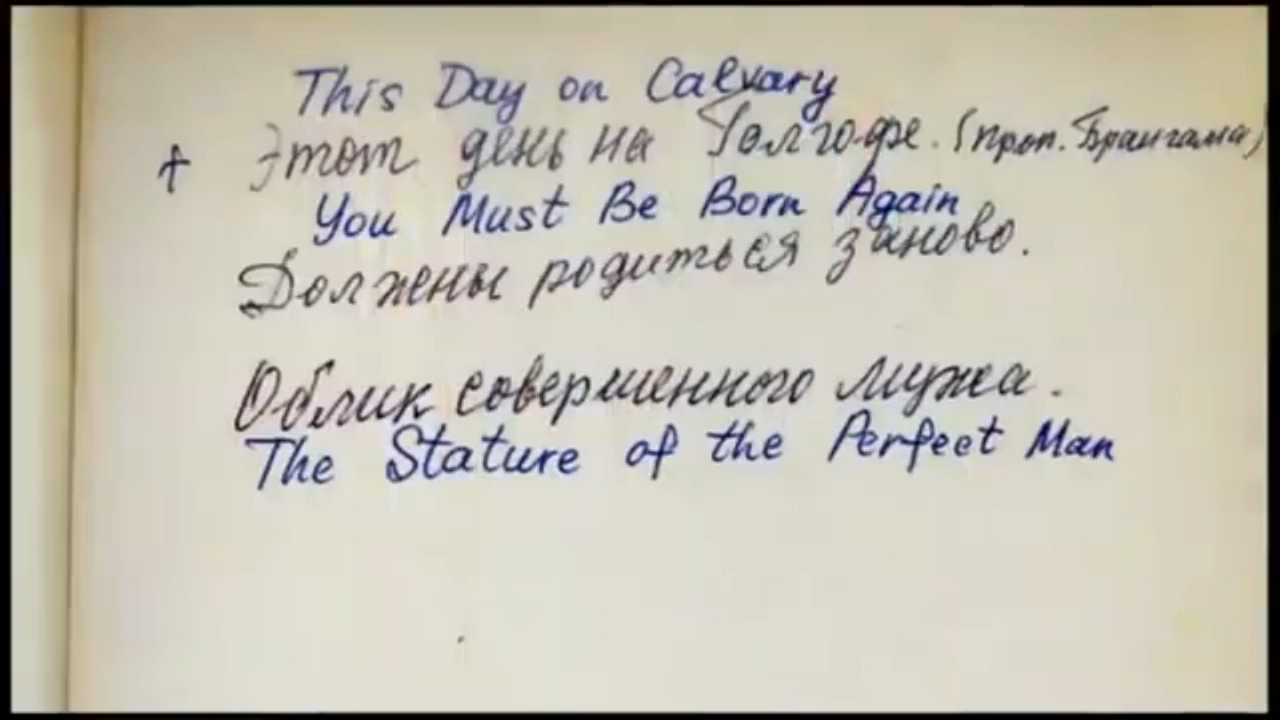 This Day on Calvary
+ Этот день на Голгофе. (проп. Бранхама)
You Must Be Born Again
Должены родиться заново.
Облик совершенного мужа.
The Stature of the Perfect Man